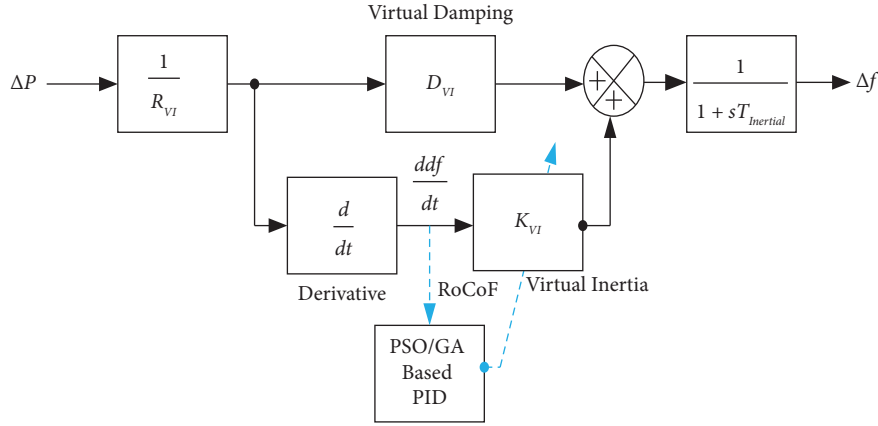 Virtual Damping
ΔP
1
R_VI
D_VI
+
+
1
1 + sT_Inertial
Δf
d
dt
ddf
dt
K_VI
Derivative
RoCoF
Virtual Inertia
PSO/GA
Based
PID